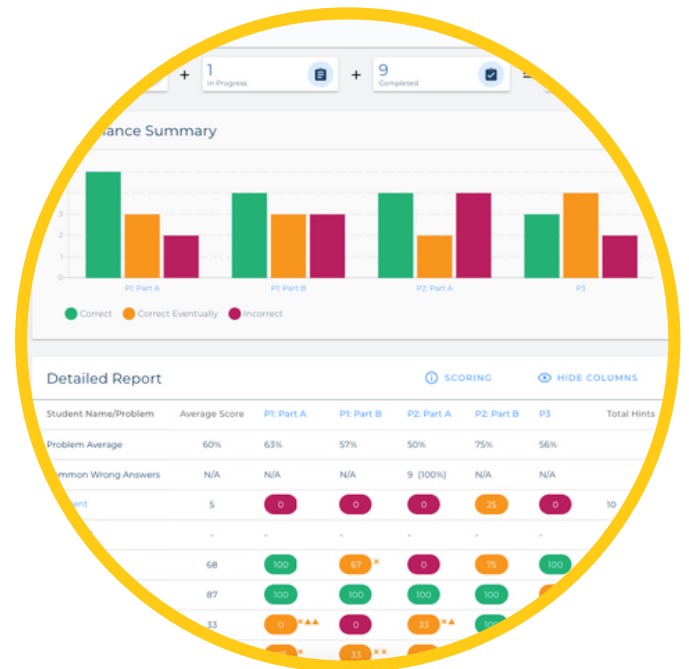 + 1 + 9 =
In Progress Completed
Summary
3
2
1
0
P1: Part A P1: Part B P2: Part A P3
Correct Correct Eventually Incorrect
Detailed Report SCORING HIDE COLUMNS
Student Name/Problem Average Score P1: Part A P1: Part B P2: Part A P2: Part B P3 Total Hints
Problem Average 60% 63% 57% 50% 75% 56%
Common Wrong Answers N/A N/A N/A 9 (100%) N/A N/A
5 0 0 0 25 0 10
- - - - - -
68 100 67 × 0 75 100
87 100 100 100 100
33 0 ×▲▲ 0 33 ×▲ 100
× 33 ××